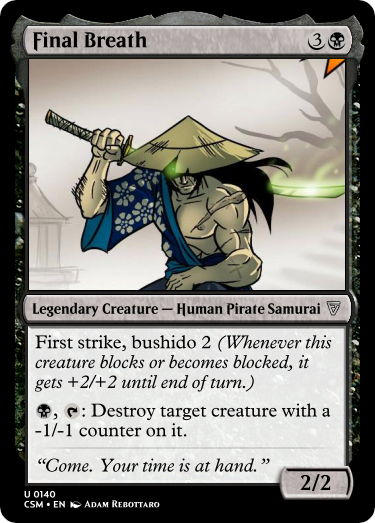 Final Breath 3
Legendary Creature — Human Pirate Samurai
First strike, bushido 2 (Whenever this
creature blocks or becomes blocked, it
gets +2/+2 until end of turn.)
, : Destroy target creature with a
-1/-1 counter on it.
“Come. Your time is at hand.”
2/2
U 0140
CSM • EN Adam Rebottaro